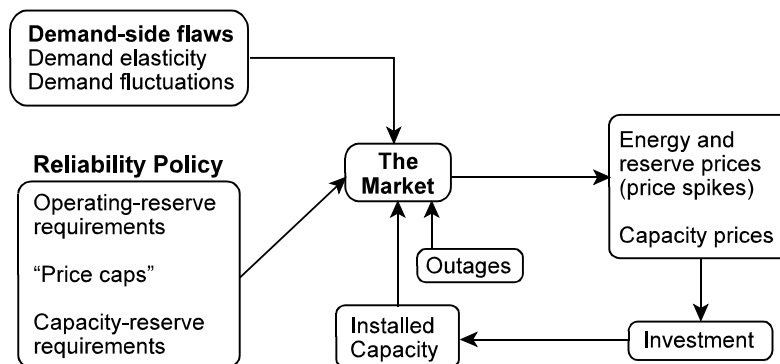 Demand-side flaws
Demand elasticity
Demand fluctuations
Reliability Policy
Operating-reserve
requirements
“Price caps”
Capacity-reserve
requirements
The
Market
Outages
Installed
Capacity
Energy and
reserve prices
(price spikes)
Capacity prices
Investment